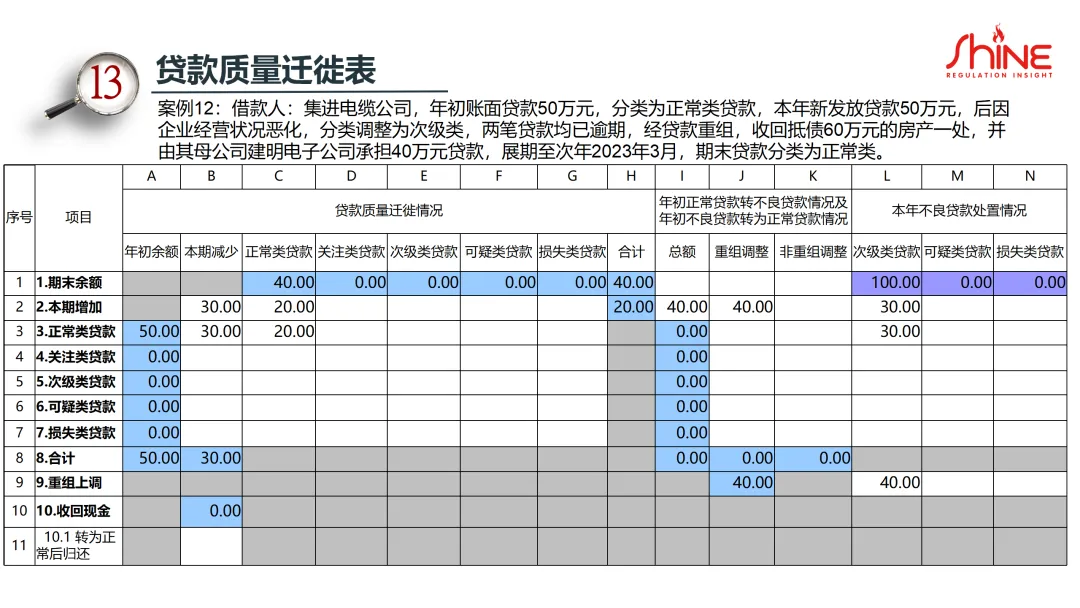 13
贷款质量迁徙表
SHINE
REGULATION INSIGHT
案例12：借款人：集进电缆公司，年初账面贷款50万元，分类为正常类贷款，本年新发放贷款50万元，后因
企业经营状况恶化，分类调整为次级类，两笔贷款均已逾期，经贷款重组，收回抵债60万元的房产一处，并
由其母公司建明电子公司承担40万元贷款，展期至次年2023年3月，期末贷款分类为正常类。
A B C D E F G H I J K L M N
序号 项目 贷款质量迁徙情况 年初正常贷款转不良贷款情况及
年初不良贷款转为正常贷款情况 本年不良贷款处置情况
年初余额 本期减少 正常类贷款 关注类贷款 次级类贷款 可疑类贷款 损失类贷款 合计 总额 重组调整 非重组调整 次级类贷款 可疑类贷款 损失类贷款
1 1.期末余额 40.00 0.00 0.00 0.00 0.00 40.00 100.00 0.00 0.00
2 2.本期增加 30.00 20.00 20.00 40.00 40.00 30.00
3 3.正常类贷款 50.00 30.00 20.00 0.00 30.00
4 4.关注类贷款 0.00 0.00
5 5.次级类贷款 0.00 0.00
6 6.可疑类贷款 0.00 0.00
7 7.损失类贷款 0.00 0.00
8 8.合计 50.00 30.00 0.00 0.00 0.00
9 9.重组上调 40.00 40.00
10 10.收回现金 0.00
11 10.1 转为正
常后归还